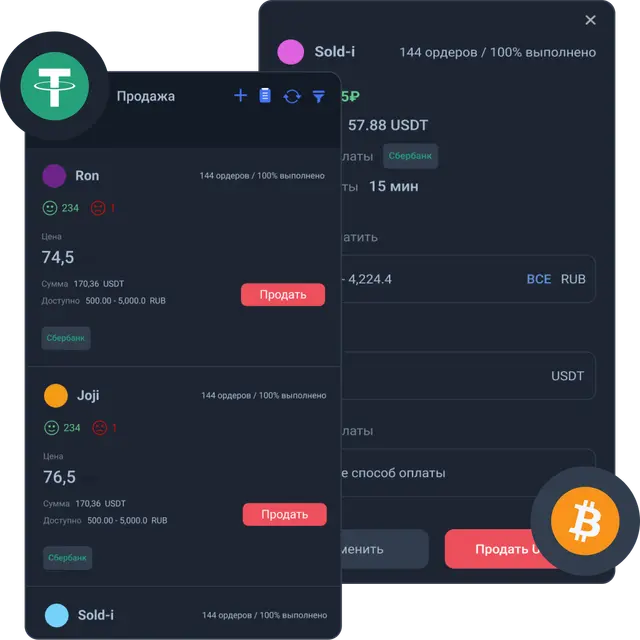 Продажа
Ron
144 ордеров / 100% выполнено
234
1
Цена
74,5
Сумма 170,36 USDT
Доступно 500.00 - 5,000.0 RUB
Продать
Сбербанк
Joji
144 ордеров / 100% выполнено
234
1
Цена
76,5
Сумма 170,36 USDT
Доступно 500.00 - 5,000.0 RUB
Продать
Сбербанк
Sold-i
144 ордеров / 100% выполнено
Sold-i
144 ордеров / 100% выполнено
5₽
57.88 USDT
латы Сбербанк
ты 15 мин
атить
- 4,224.4 ВСЕ RUB
USDT
латы
е способ оплаты
менить
Продать